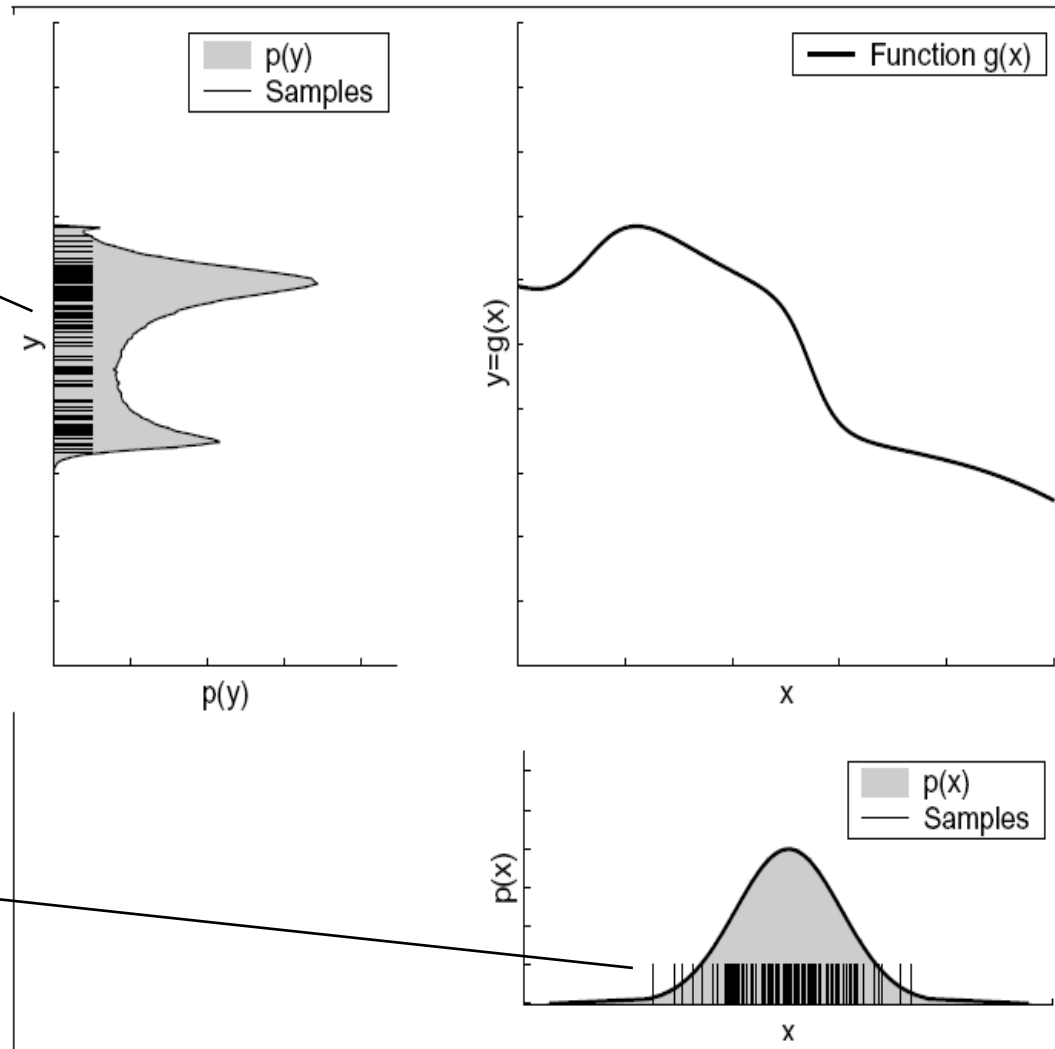 p(y)
Samples
Function g(x)
y
y=g(x)
p(y)
x
p(x)
Samples
p(x)
x